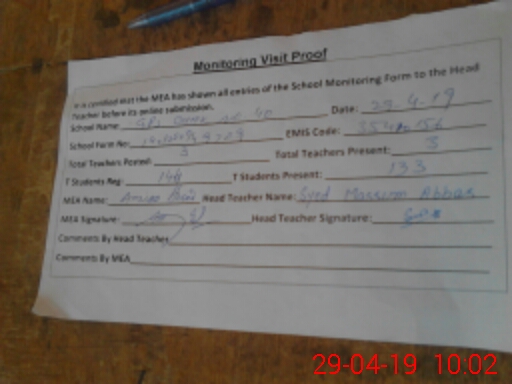 Monitoring Visit Proof
It is certified that the MEA has shown all entries of the School Monitoring Form to the Head
Teacher before its online submission.
School Name: Date: 29.4.19
School Form No: EMIS Code:
Total Teachers Posted: 3 Total Teachers Present: 3
T Students Reg: 148 T Students Present: 133
MEA Name: Head Teacher Name: Syed Abbas
MEA Signature: Head Teacher Signature:
Comments By Head Teacher
Comments By MEA
29-04-19 10:02